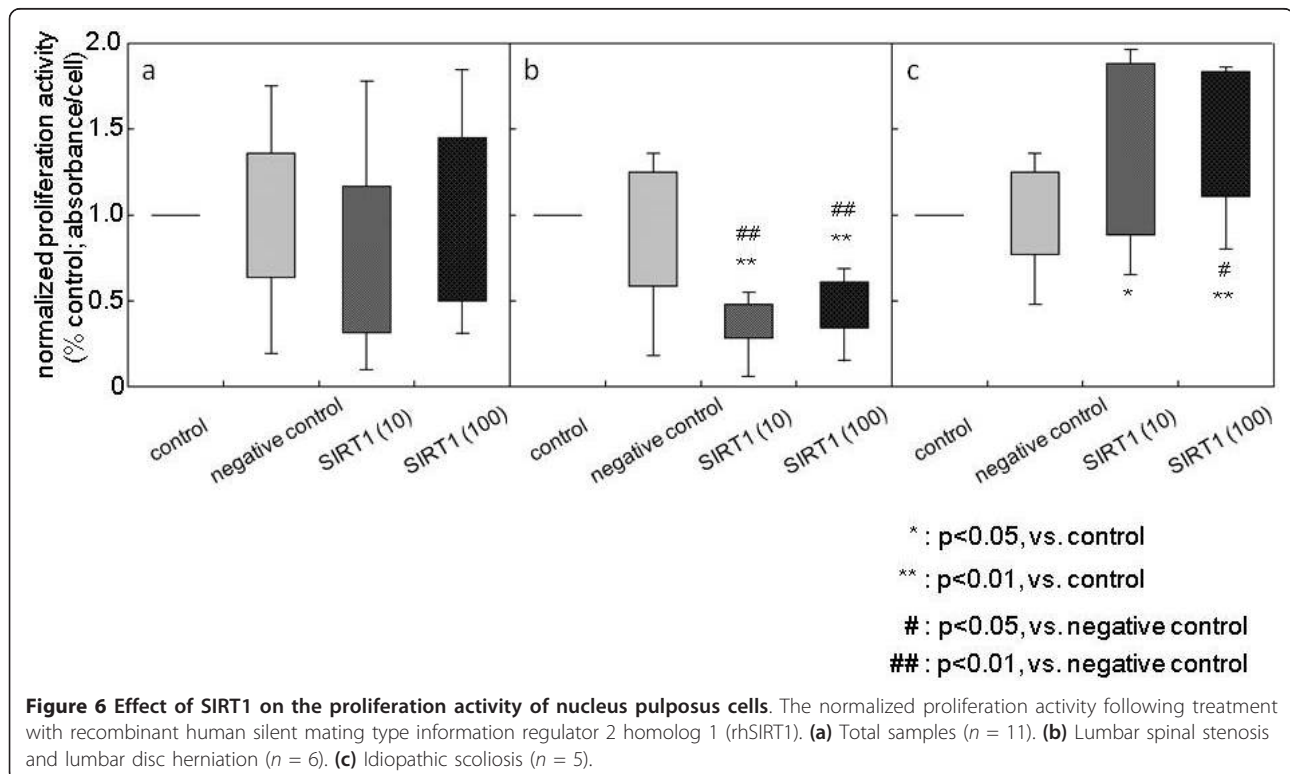 normalized proliferation activity
(% control; absorbance/cell)
2.0
1.5
1.0
0.5
0
a
b
c
##
**
##
**
*
#
**
control
negative control
SIRT1 (10)
SIRT1 (100)
control
negative control
SIRT1 (10)
SIRT1 (100)
control
negative control
SIRT1 (10)
SIRT1 (100)
* : p<0.05, vs. control
** : p<0.01, vs. control
# : p<0.05, vs. negative control
## : p<0.01, vs. negative control
Figure 6 Effect of SIRT1 on the proliferation activity of nucleus pulposus cells. The normalized proliferation activity following treatment
with recombinant human silent mating type information regulator 2 homolog 1 (rhSIRT1). (a) Total samples (n = 11). (b) Lumbar spinal stenosis
and lumbar disc herniation (n = 6). (c) Idiopathic scoliosis (n = 5).